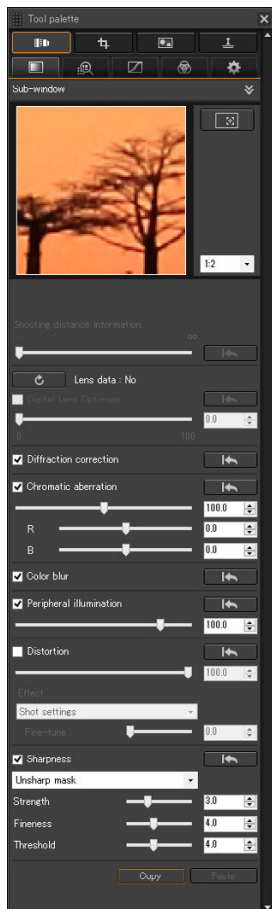 Tool palette
Sub-window
1:2
Shooting distance information
∞
Lens data : No
Digital Lens Optimizer
0.0
0 100
Diffraction correction
Chromatic aberration
100.0
R 0.0
B 0.0
Color blur
Peripheral illumination
100.0
Distortion
100.0
Effect
Shot settings
Fine-tune 0.0
Sharpness
Unsharp mask
Strength 3.0
Fineness 4.0
Threshold 4.0
Copy Paste